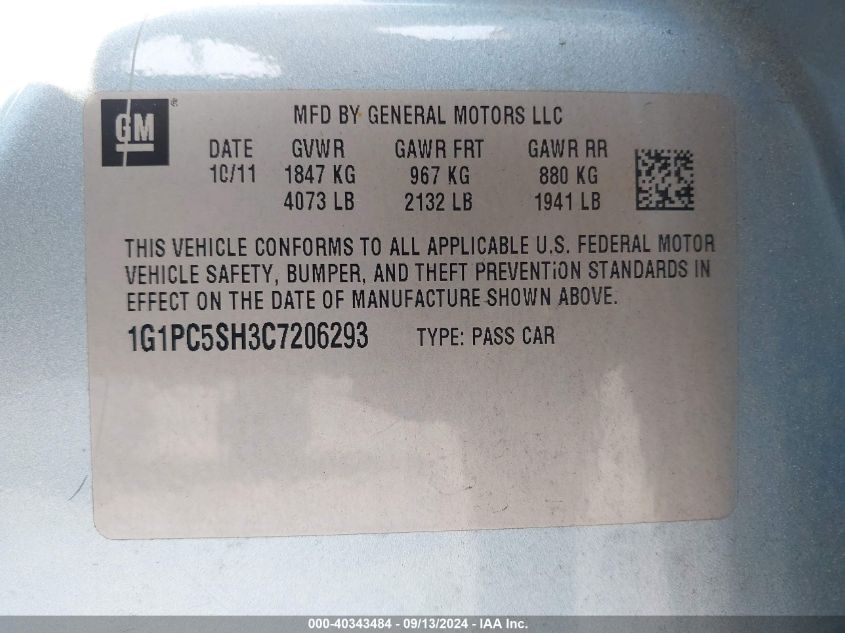 GM®
MFD BY GENERAL MOTORS LLC
DATE GVWR GAWR FRT GAWR RR
10/11 1847 KG 967 KG 880 KG
4073 LB 2132 LB 1941 LB
THIS VEHICLE CONFORMS TO ALL APPLICABLE U.S. FEDERAL MOTOR
VEHICLE SAFETY, BUMPER, AND THEFT PREVENTION STANDARDS IN
EFFECT ON THE DATE OF MANUFACTURE SHOWN ABOVE.
1G1PC5SH3C7206293 TYPE: PASS CAR
000-40343484 - 09/13/2024 - IAA Inc.